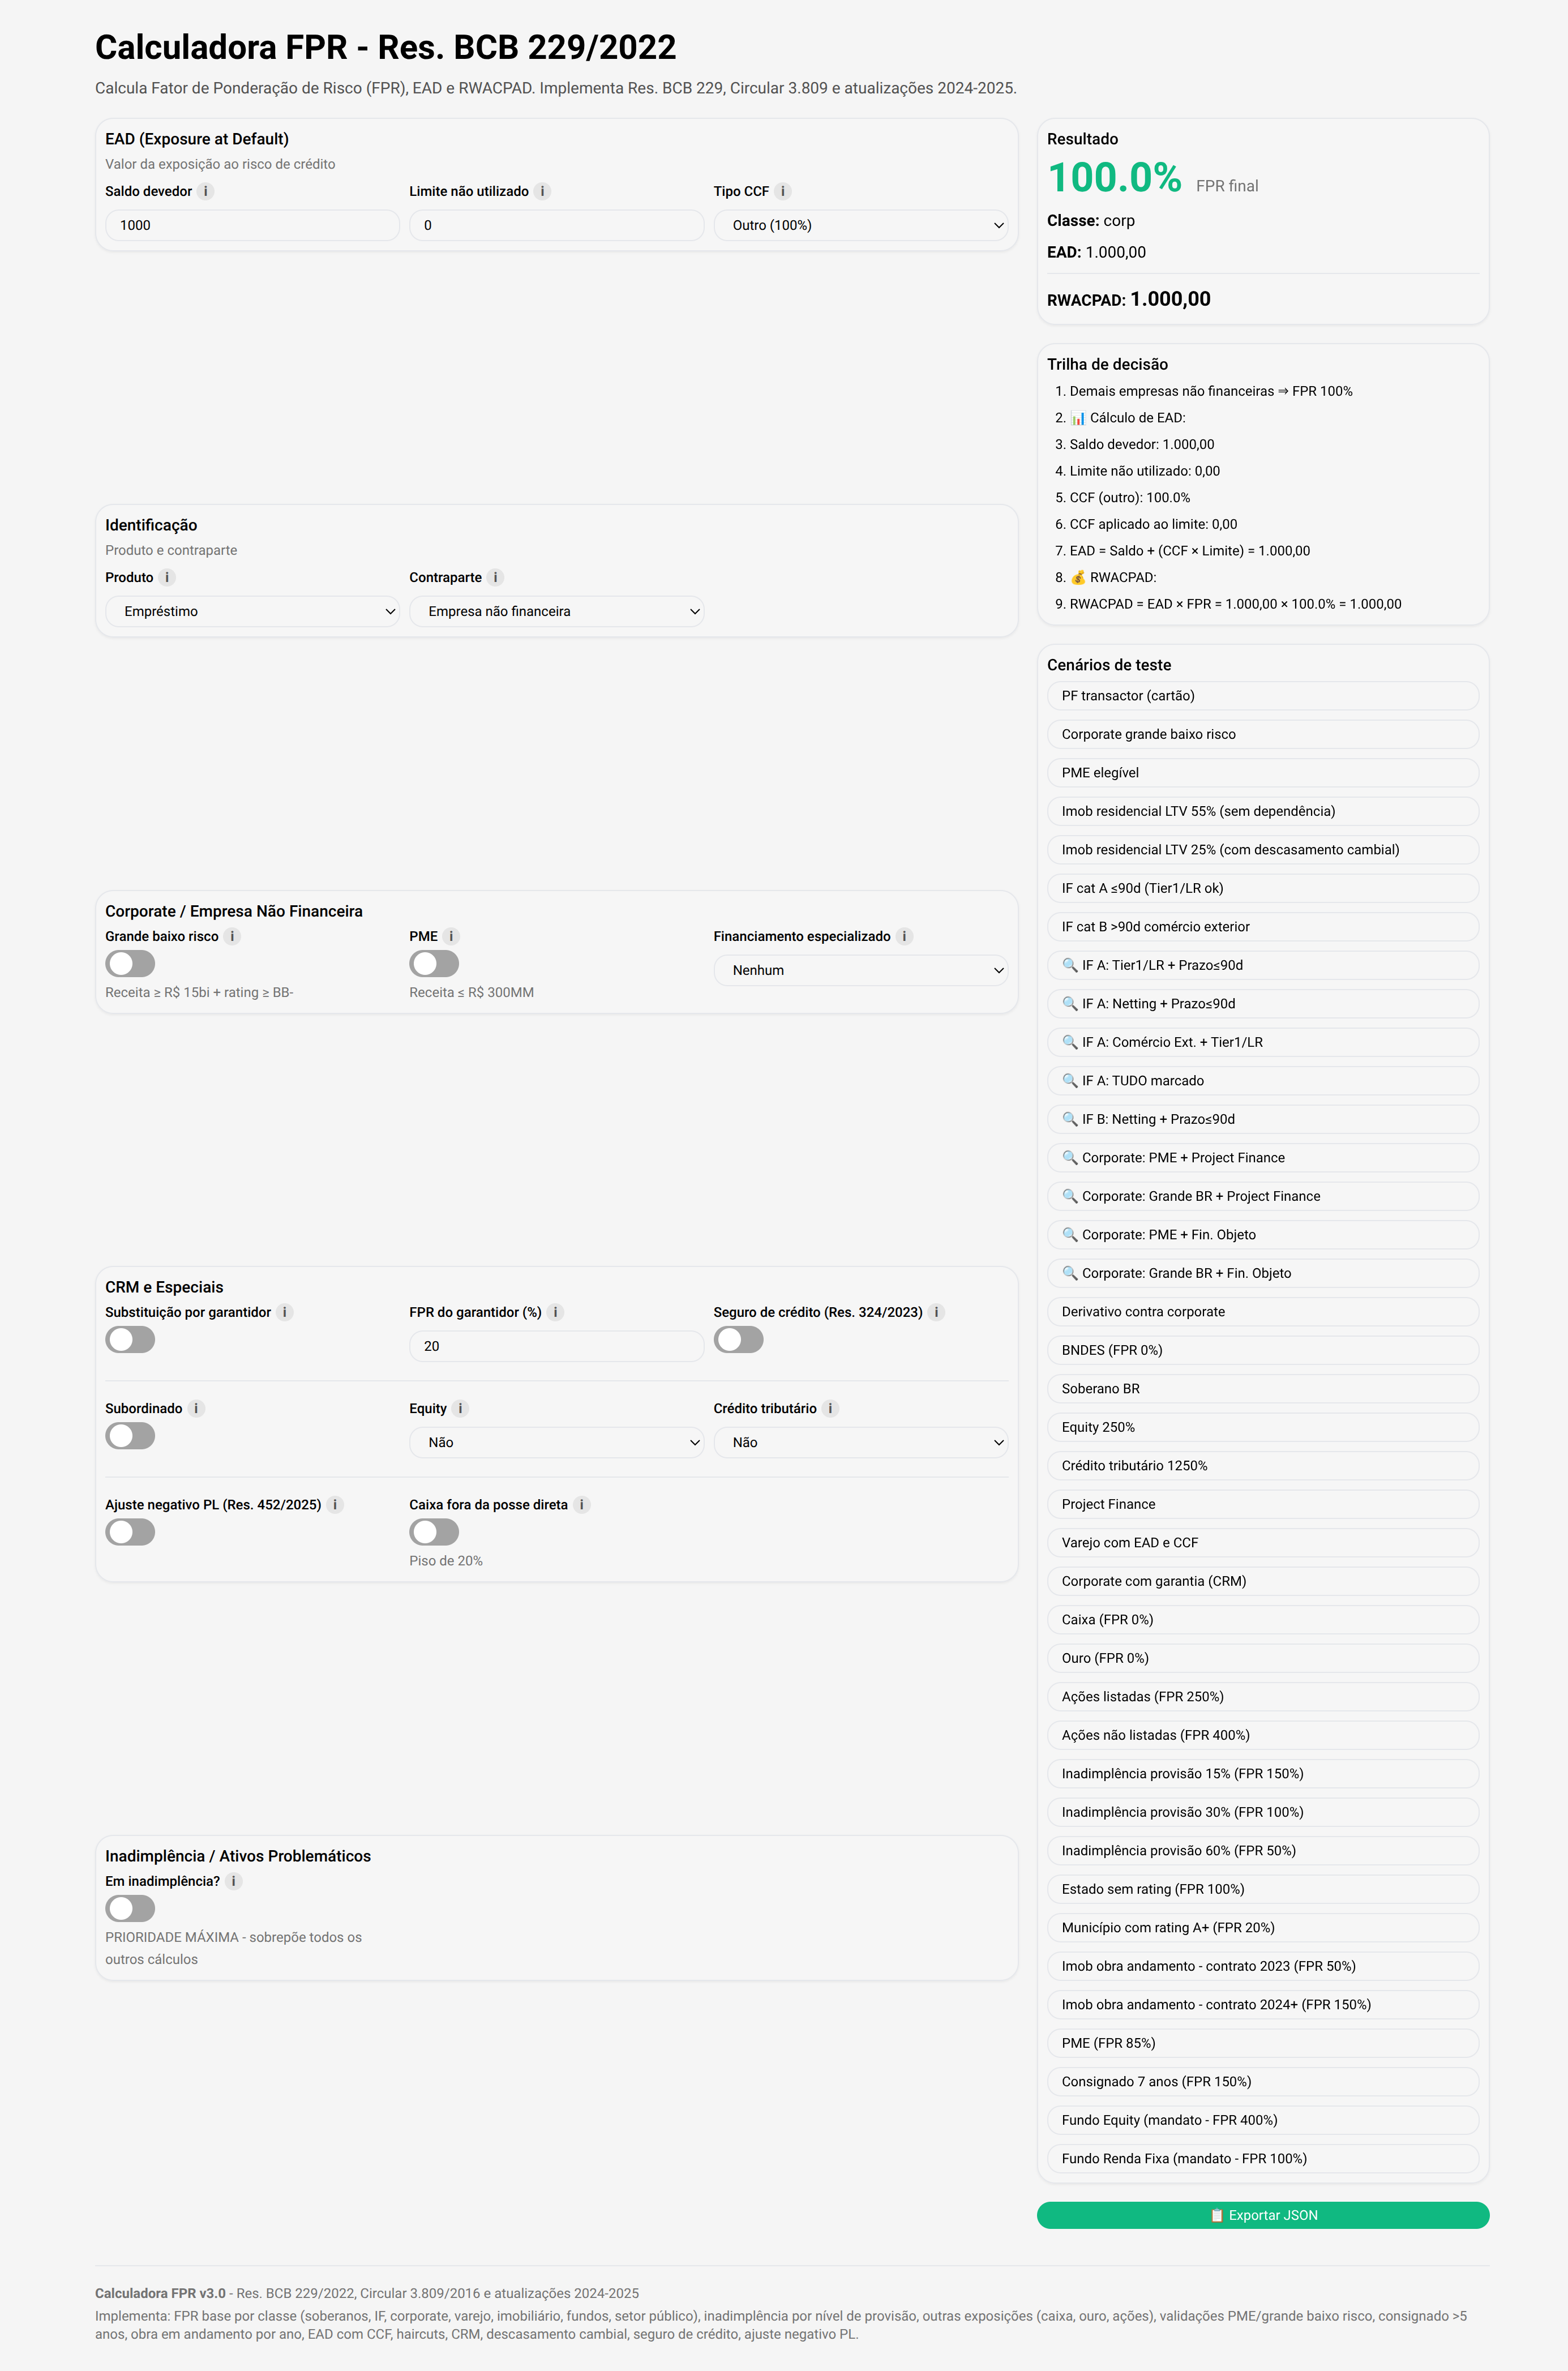 Calculadora FPR - Res. BCB 229/2022
Calcula Fator de Ponderação de Risco (FPR), EAD e RWACPAD. Implementa Res. BCB 229, Circular 3.809 e atualizações 2024-2025.
EAD (Exposure at Default)
Valor da exposição ao risco de crédito
Saldo devedor i
Limite não utilizado i
Tipo CCF i
1000
0
Outro (100%)
Identificação
Produto e contraparte
Produto i
Contraparte i
Empréstimo
Empresa não financeira
Corporate / Empresa Não Financeira
Grande baixo risco i
PME i
Financiamento especializado i
Nenhum
Receita ≥ R$ 15bi + rating ≥ BB-
Receita ≤ R$ 300MM
CRM e Especiais
Substituição por garantidor i
FPR do garantidor (%) i
Seguro de crédito (Res. 324/2023) i
20
Subordinado i
Equity i
Crédito tributário i
Não
Não
Ajuste negativo PL (Res. 452/2025) i
Caixa fora da posse direta i
Piso de 20%
Inadimplência / Ativos Problemáticos
Em inadimplência? i
PRIORIDADE MÁXIMA - sobrepõe todos os
outros cálculos
Resultado
100.0% FPR final
Classe: corp
EAD: 1.000,00
RWACPAD: 1.000,00
Trilha de decisão
1. Demais empresas não financeiras ⇒ FPR 100%
2. 📊 Cálculo de EAD:
3. Saldo devedor: 1.000,00
4. Limite não utilizado: 0,00
5. CCF (outro): 100.0%
6. CCF aplicado ao limite: 0,00
7. EAD = Saldo + (CCF × Limite) = 1.000,00
8. 💰 RWACPAD:
9. RWACPAD = EAD × FPR = 1.000,00 × 100.0% = 1.000,00
Cenários de teste
PF transactor (cartão)
Corporate grande baixo risco
PME elegível
Imob residencial LTV 55% (sem dependência)
Imob residencial LTV 25% (com descasamento cambial)
IF cat A ≤90d (Tier1/LR ok)
IF cat B >90d comércio exterior
🔍 IF A: Tier1/LR + Prazo≤90d
🔍 IF A: Netting + Prazo≤90d
🔍 IF A: Comércio Ext. + Tier1/LR
🔍 IF A: TUDO marcado
🔍 IF B: Netting + Prazo≤90d
🔍 Corporate: PME + Project Finance
🔍 Corporate: Grande BR + Project Finance
🔍 Corporate: PME + Fin. Objeto
🔍 Corporate: Grande BR + Fin. Objeto
Derivativo contra corporate
BNDES (FPR 0%)
Soberano BR
Equity 250%
Crédito tributário 1250%
Project Finance
Varejo com EAD e CCF
Corporate com garantia (CRM)
Caixa (FPR 0%)
Ouro (FPR 0%)
Ações listadas (FPR 250%)
Ações não listadas (FPR 400%)
Inadimplência provisão 15% (FPR 150%)
Inadimplência provisão 30% (FPR 100%)
Inadimplência provisão 60% (FPR 50%)
Estado sem rating (FPR 100%)
Município com rating A+ (FPR 20%)
Imob obra andamento - contrato 2023 (FPR 50%)
Imob obra andamento - contrato 2024+ (FPR 150%)
PME (FPR 85%)
Consignado 7 anos (FPR 150%)
Fundo Equity (mandato - FPR 400%)
Fundo Renda Fixa (mandato - FPR 100%)
📋 Exportar JSON
Calculadora FPR v3.0 - Res. BCB 229/2022, Circular 3.809/2016 e atualizações 2024-2025
Implementa: FPR base por classe (soberanos, IF, corporate, varejo, imobiliário, fundos, setor público), inadimplência por nível de provisão, outras exposições (caixa, ouro, ações), validações PME/grande baixo risco, consignado >5
anos, obra em andamento por ano, EAD com CCF, haircuts, CRM, descasamento cambial, seguro de crédito, ajuste negativo PL.